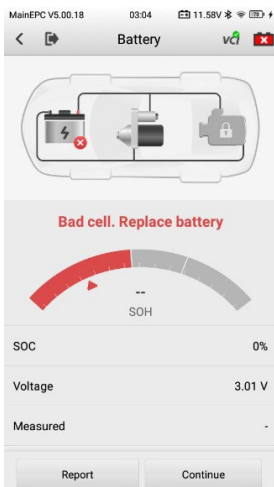 MainEPC V5.00.18 03:04 11.58V
Battery vci
Bad cell. Replace battery
--
SOH
SOC 0%
Voltage 3.01 V
Measured -
Report Continue